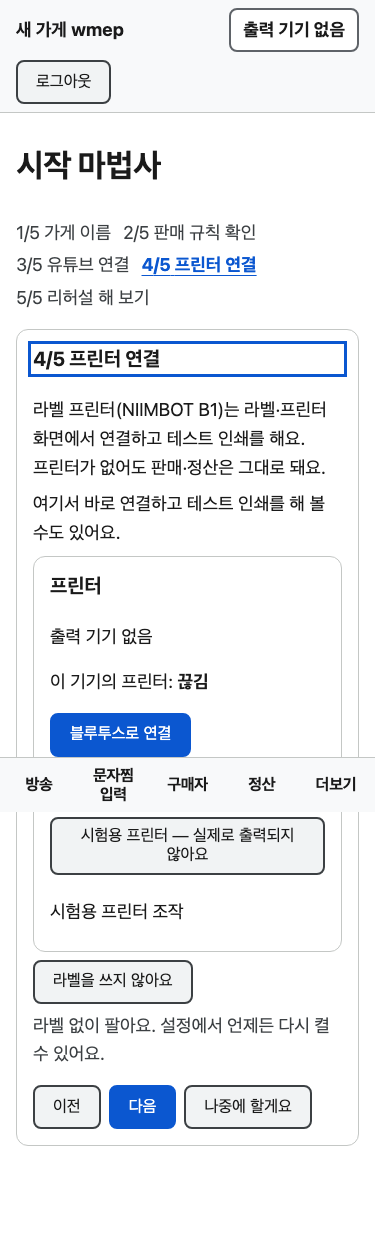 새 가게 wmep
출력 기기 없음
로그아웃
시작 마법사
1/5 가게 이름 2/5 판매 규칙 확인
3/5 유튜브 연결 4/5 프린터 연결
5/5 리허설 해 보기
4/5 프린터 연결
라벨 프린터(NIIMBOT B1)는 라벨·프린터
화면에서 연결하고 테스트 인쇄를 해요.
프린터가 없어도 판매·정산은 그대로 돼요.
여기서 바로 연결하고 테스트 인쇄를 해 볼
수도 있어요.
프린터
출력 기기 없음
이 기기의 프린터: 끊김
블루투스로 연결
방송 문자찜 입력 구매자 정산 더보기
시험용 프린터 — 실제로 출력되지
않아요
시험용 프린터 조작
라벨을 쓰지 않아요
라벨 없이 팔아요. 설정에서 언제든 다시 켤
수 있어요.
이전 다음 나중에 할게요